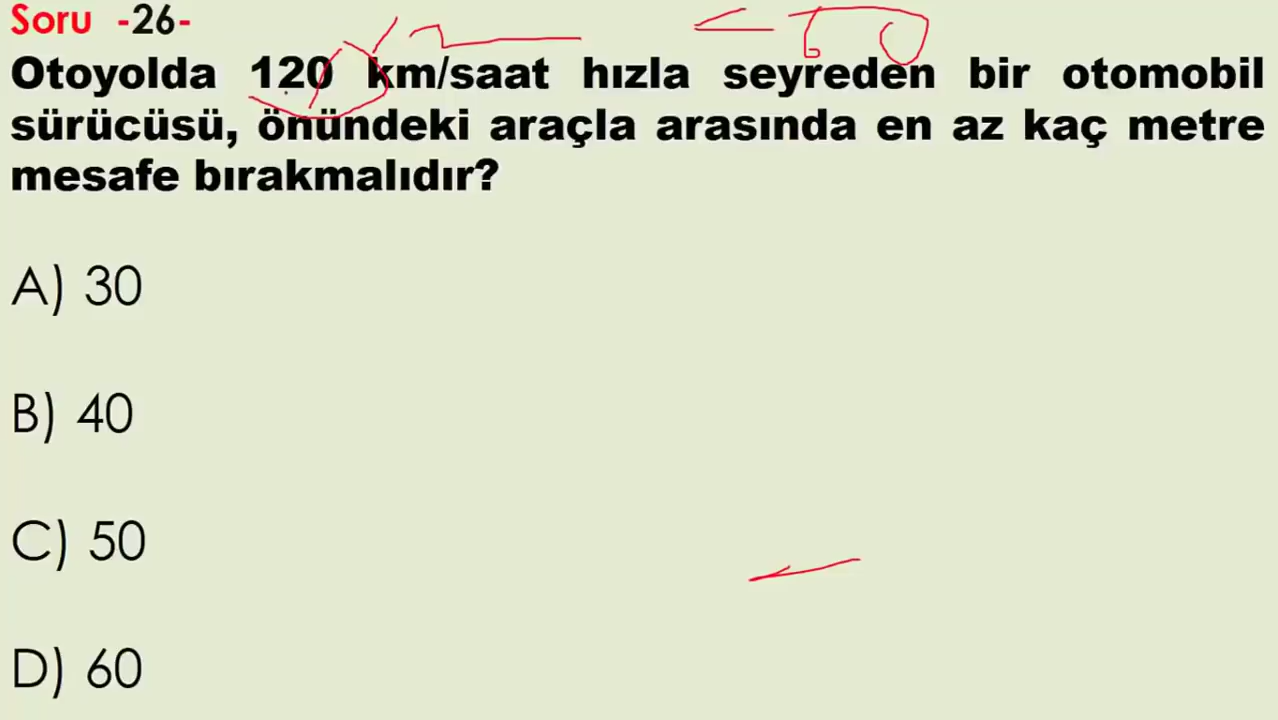 Soru -26-
Otoyolda 120 km/saat hızla seyreden bir otomobil
sürücüsü, önündeki araçla arasında en az kaç metre
mesafe bırakmalıdır?
A) 30
B) 40
C) 50
D) 60